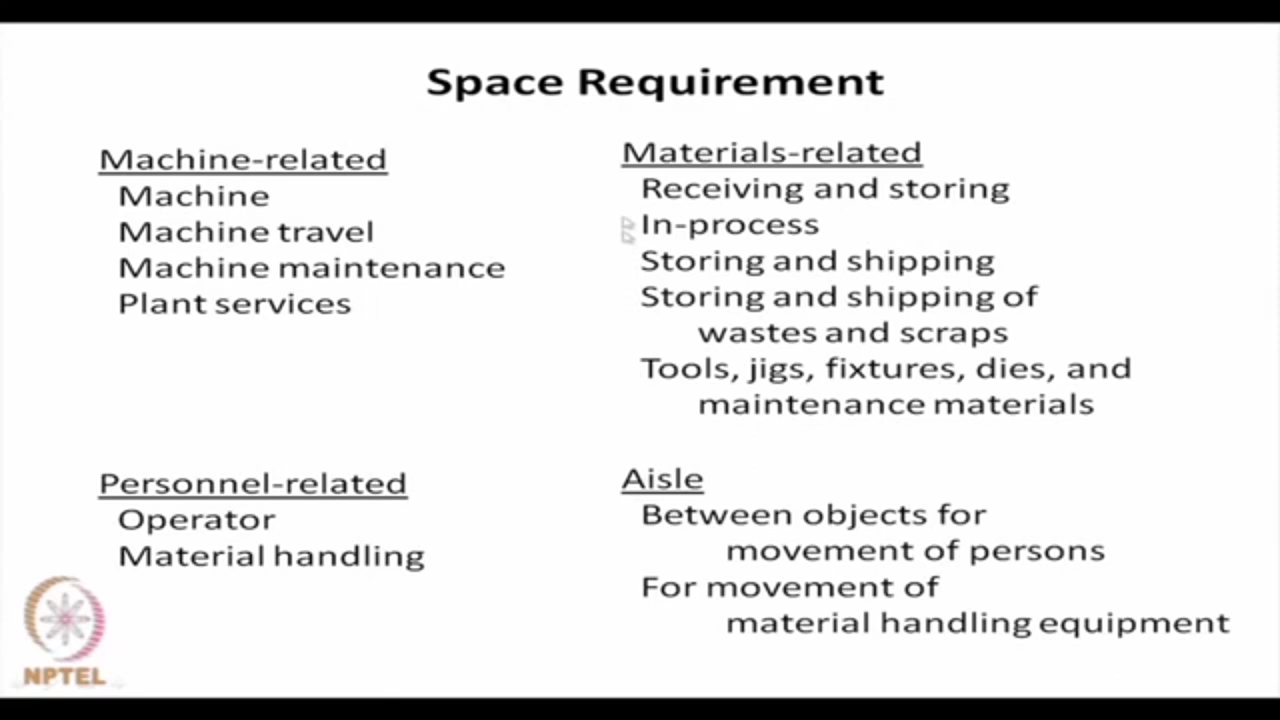 Space Requirement
Machine-related
Machine
Machine travel
Machine maintenance
Plant services
Materials-related
Receiving and storing
In-process
Storing and shipping
Storing and shipping of
wastes and scraps
Tools, jigs, fixtures, dies, and
maintenance materials
Personnel-related
Operator
Material handling
Aisle
Between objects for
movement of persons
For movement of
material handling equipment
NPTEL